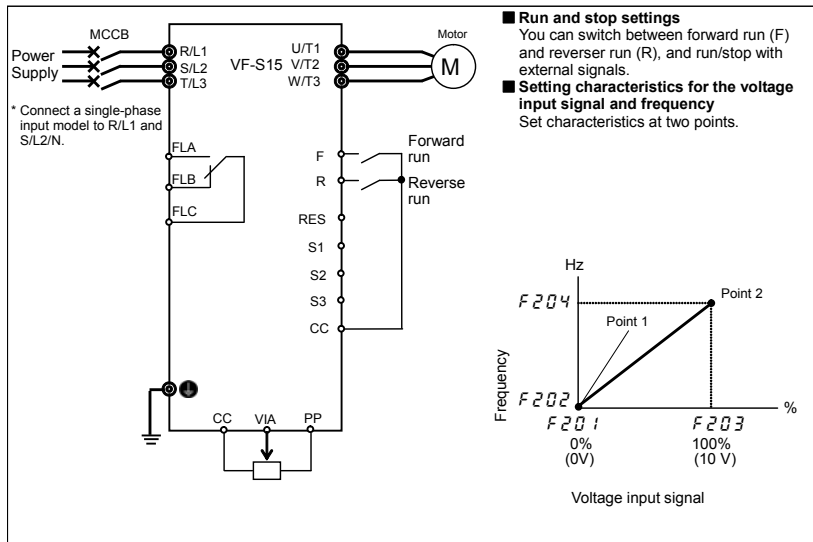 MCCB
Power
Supply
R/L1
S/L2
T/L3
VF-S15
U/T1
V/T2
W/T3
Motor
M
* Connect a single-phase
input model to R/L1 and
S/L2/N.
FLA
FLB
FLC
F
R
RES
S1
S2
S3
CC
Forward
run
Reverse
run
CC
VIA
PP
■ Run and stop settings
You can switch between forward run (F)
and reverser run (R), and run/stop with
external signals.
■ Setting characteristics for the voltage
input signal and frequency
Set characteristics at two points.
Hz
F204
Point 2
Point 1
Frequency
F202
%
F201
F203
0%
100%
(0V)
(10 V)
Voltage input signal